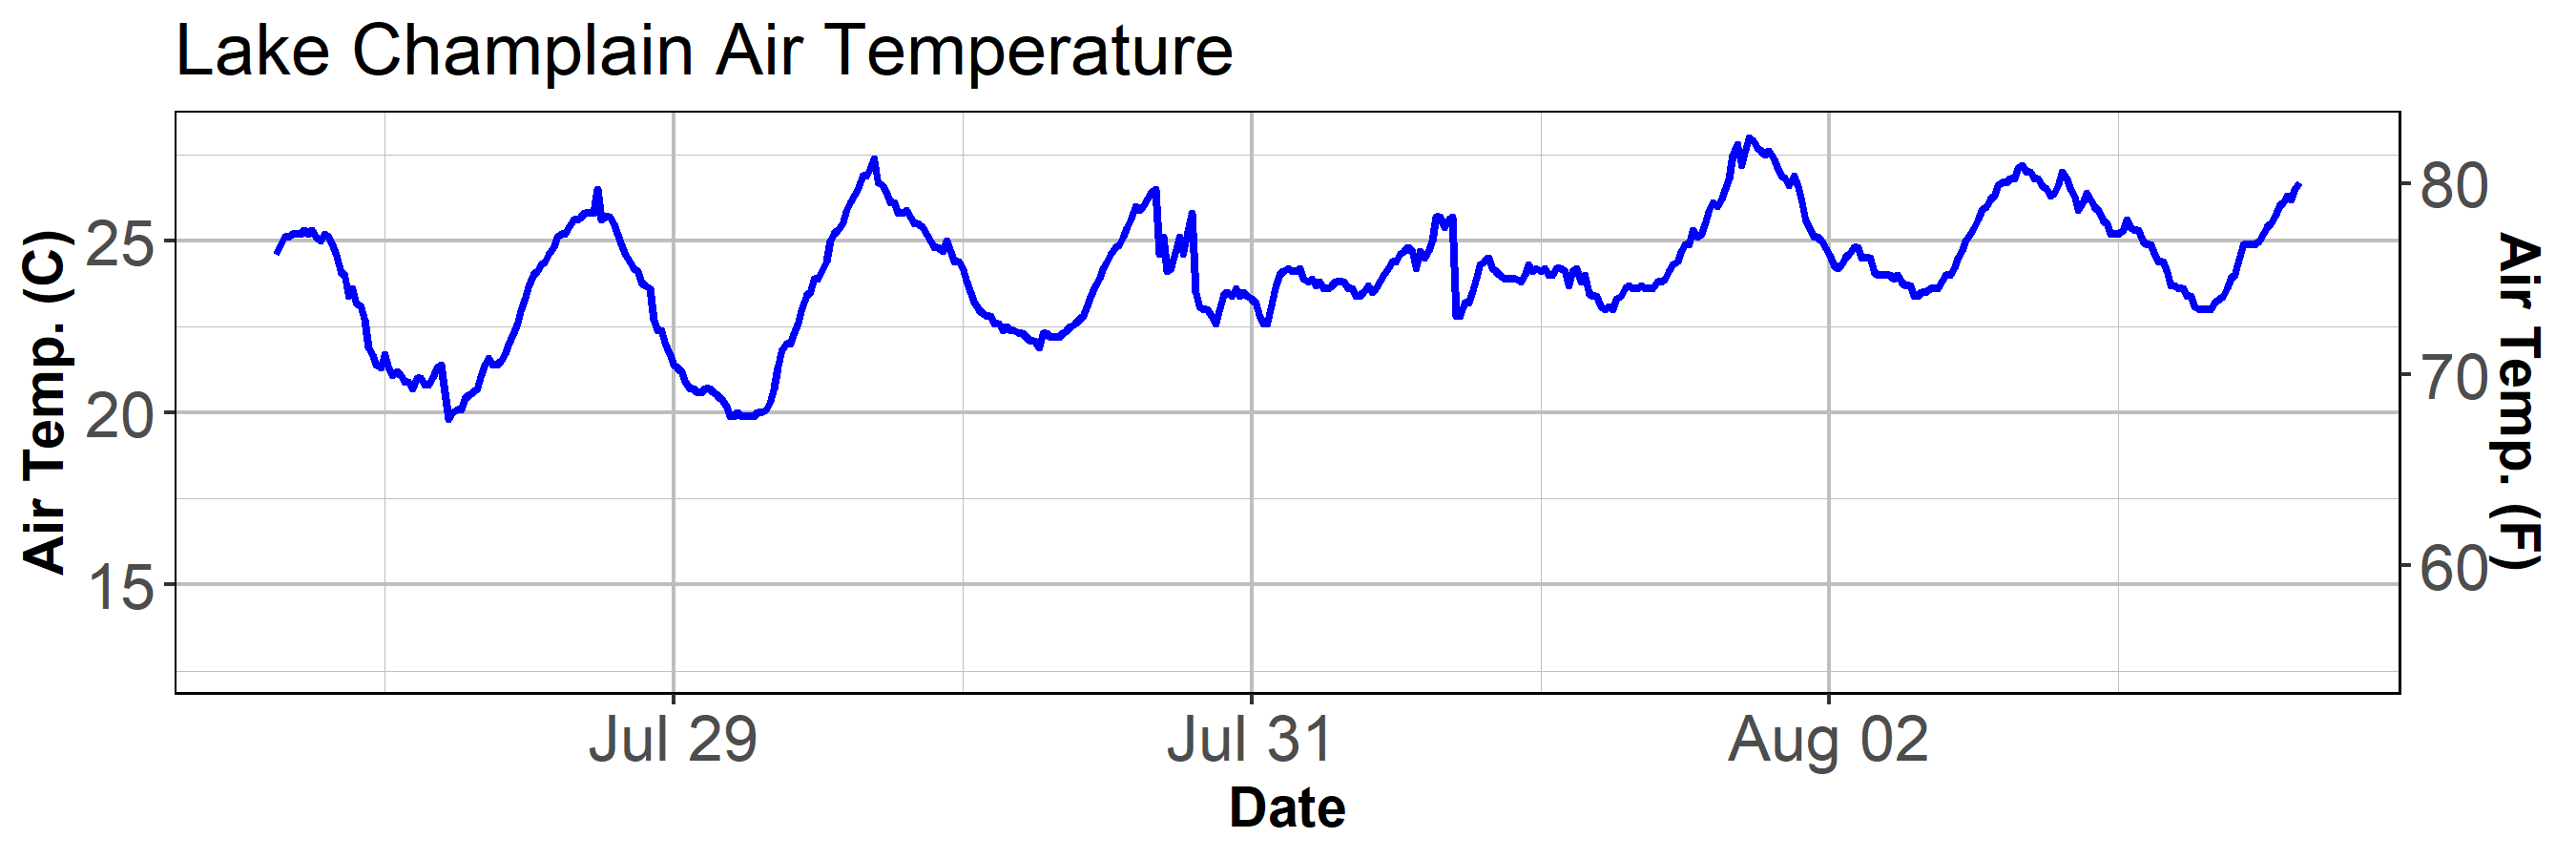 Lake Champlain Air Temperature
Air Temp. (C)
25
20
15
80
70
60
Air Temp. (F)
Jul 29
Jul 31
Aug 02
Date